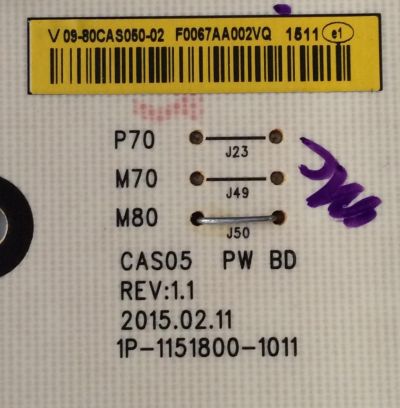 V 09-80CAS050-02 F0067AA002VQ 1511 e1
P70
J23
M70
J49
M80
J50
CAS05 PW BD
REV:1.1
2015.02.11
1P-1151800-1011